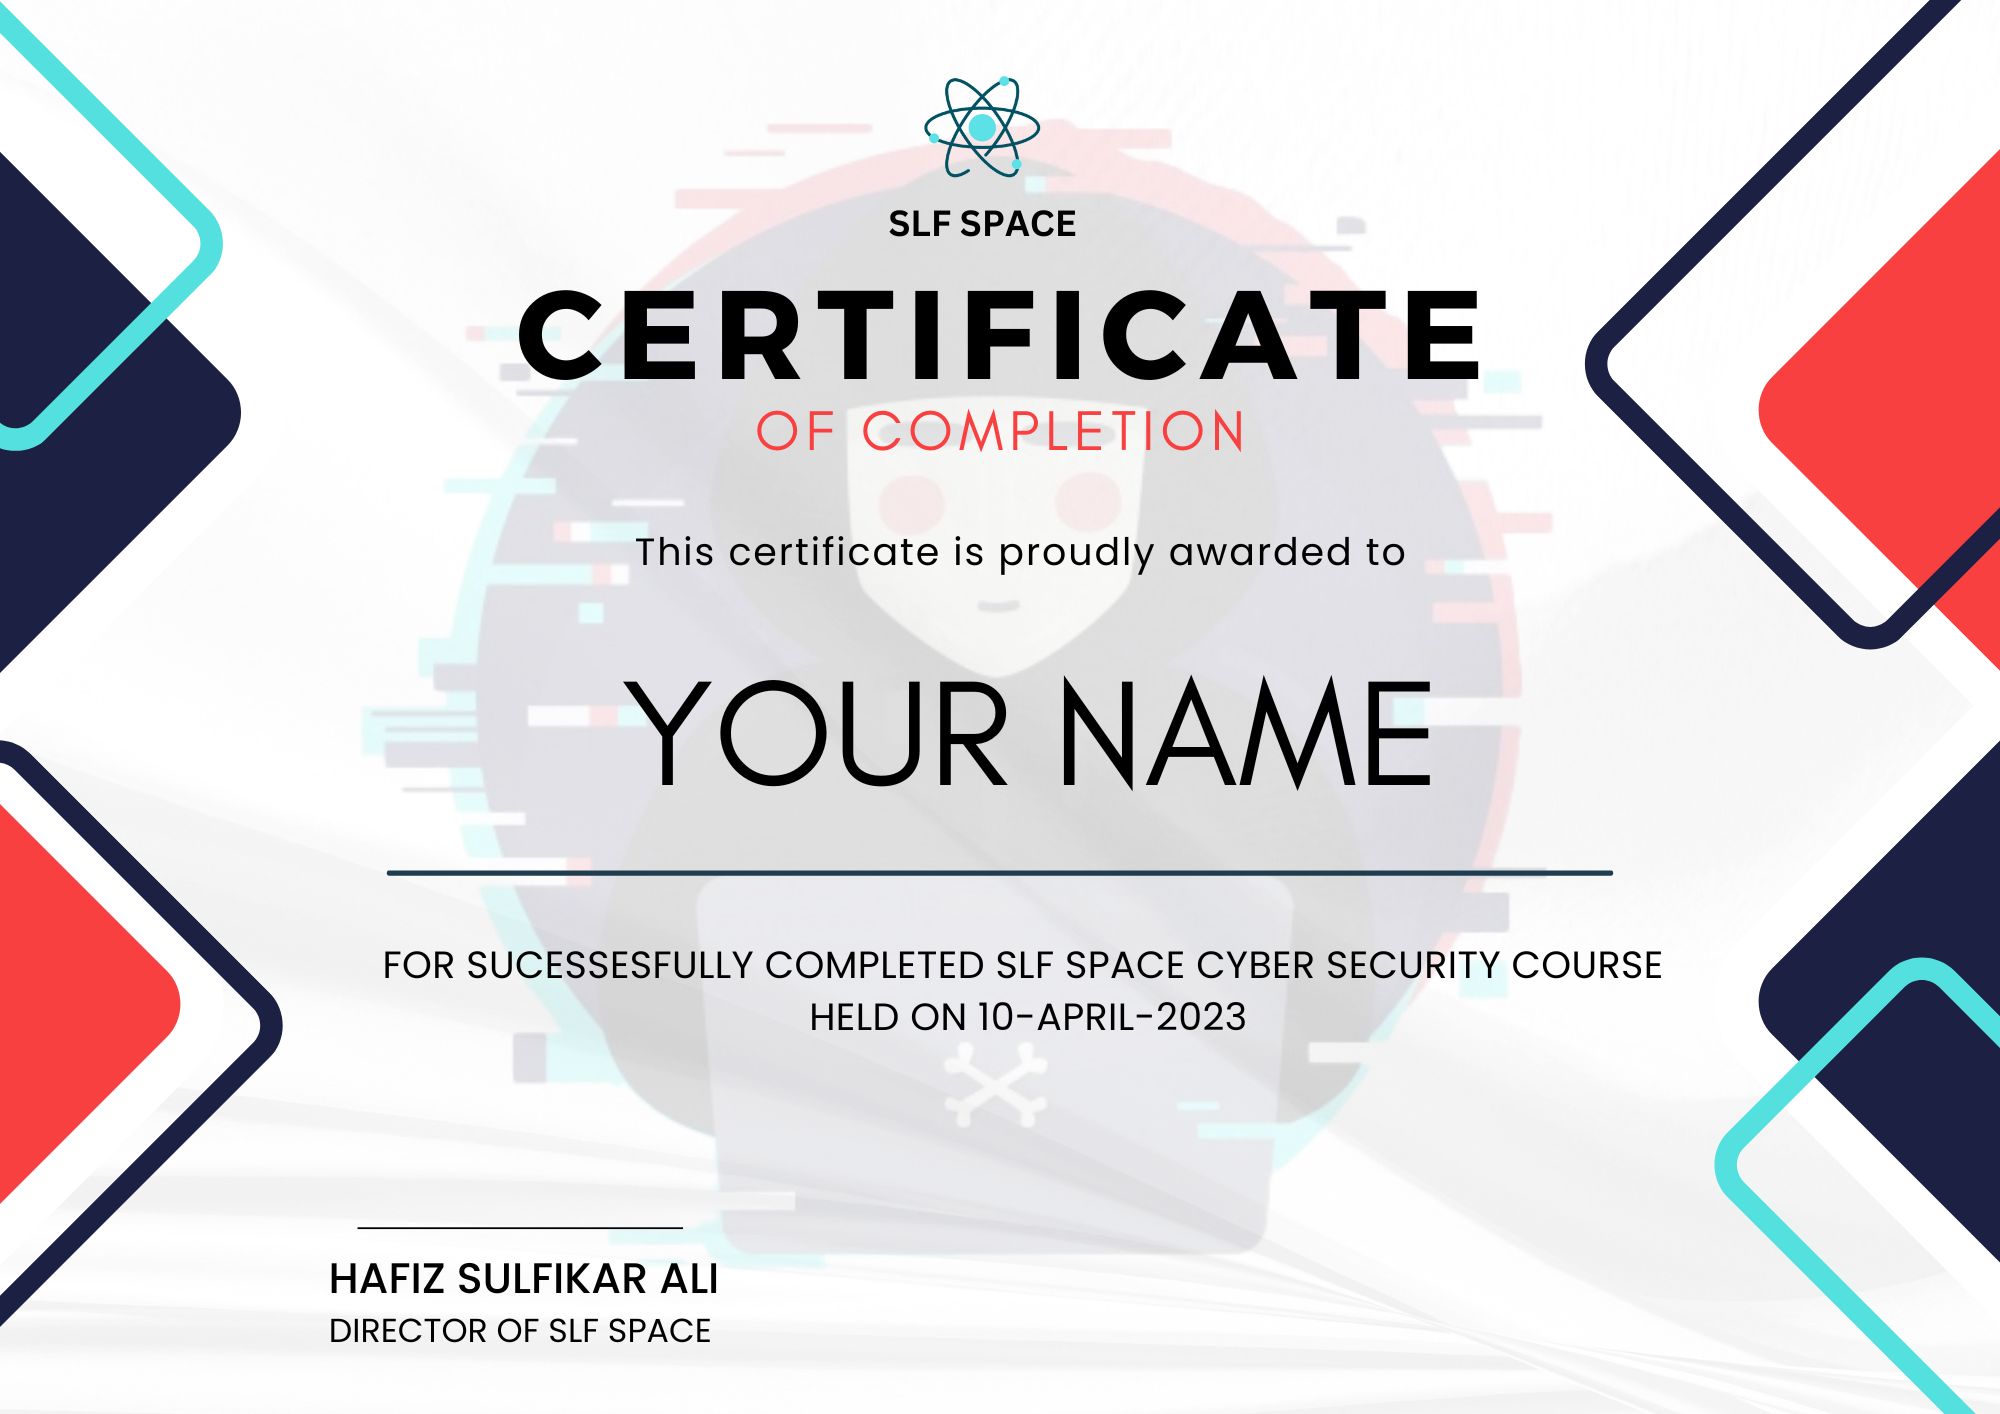 SLF SPACE
CERTIFICATE
OF COMPLETION
This certificate is proudly awarded to
YOUR NAME
FOR SUCESSESFULLY COMPLETED SLF SPACE CYBER SECURITY COURSE
HELD ON 10-APRIL-2023
HAFIZ SULFIKAR ALI
DIRECTOR OF SLF SPACE